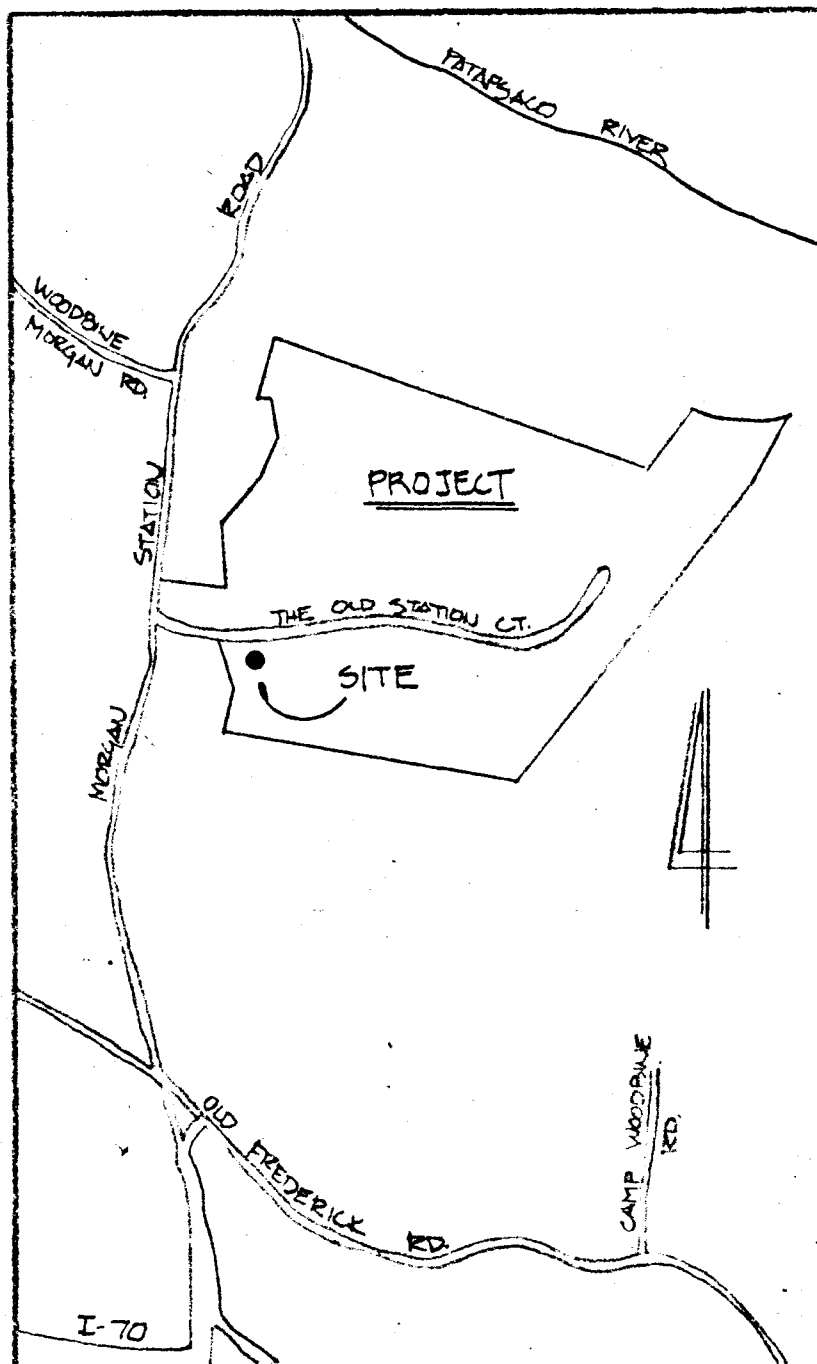 PATAPSACO RIVER
ROAD
WOODBINE
MORGAN RD.
STATION
PROJECT
THE OLD STATION CT.
SITE
MORGAN
CAMP WOODBINE
RD.
OLD FREDERICK RD.
I-70